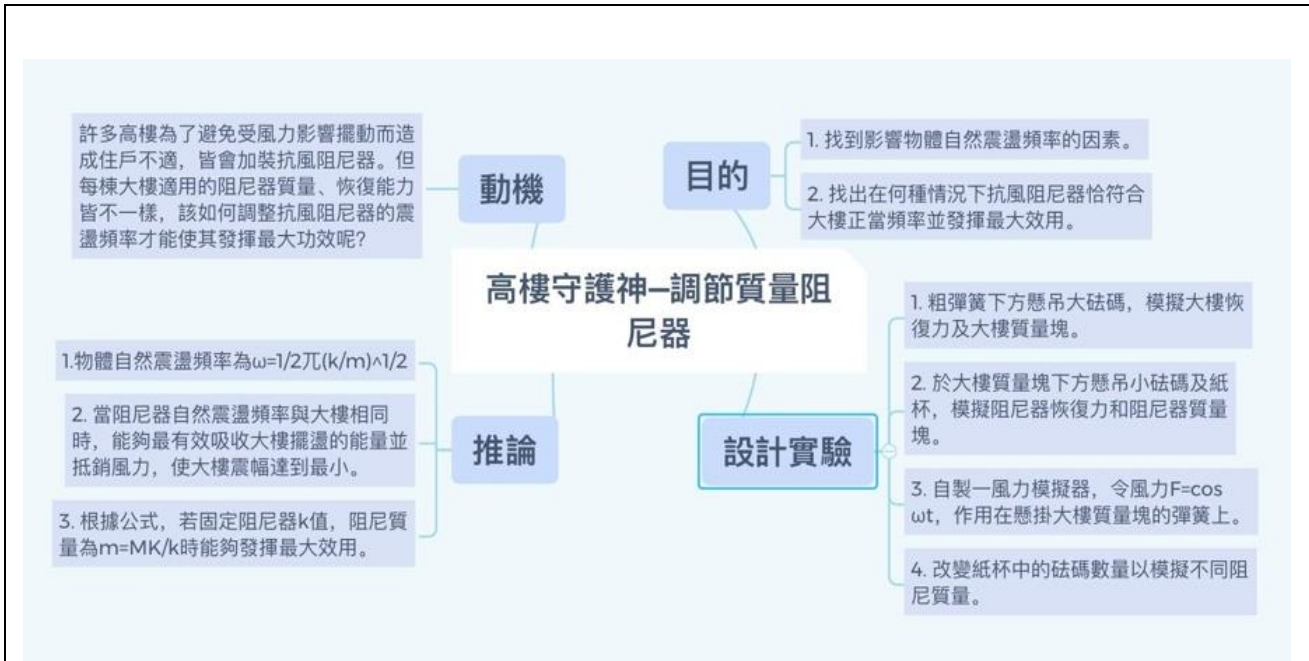 高樓守護神—調節質量阻
尼器
動機
許多高樓為了避免受風力影響擺動而造
成住戶不適，皆會加裝抗風阻尼器。但
每棟大樓適用的阻尼器質量、恢復能力
皆不一樣，該如何調整抗風阻尼器的震
盪頻率才能使其發揮最大功效呢?
目的
1. 找到影響物體自然震盪頻率的因素。
2. 找出在何種情況下抗風阻尼器恰符合
大樓正當頻率並發揮最大效用。
推論
1.物體自然震盪頻率為ω=1/2兀(k/m)^1/2
2. 當阻尼器自然震盪頻率與大樓相同
時，能夠最有效吸收大樓擺盪的能量並
抵銷風力，使大樓震幅達到最小。
3. 根據公式，若固定阻尼器k值，阻尼質
量為m=MK/k時能夠發揮最大效用。
設計實驗
1. 粗彈簧下方懸吊大砝碼，模擬大樓恢
復力及大樓質量塊。
2. 於大樓質量塊下方懸吊小砝碼及紙
杯，模擬阻尼器恢復力和阻尼器質量
塊。
3. 自製一風力模擬器，令風力F=cos
ωt，作用在懸掛大樓質量塊的彈簧上。
4. 改變紙杯中的砝碼數量以模擬不同阻
尼質量。